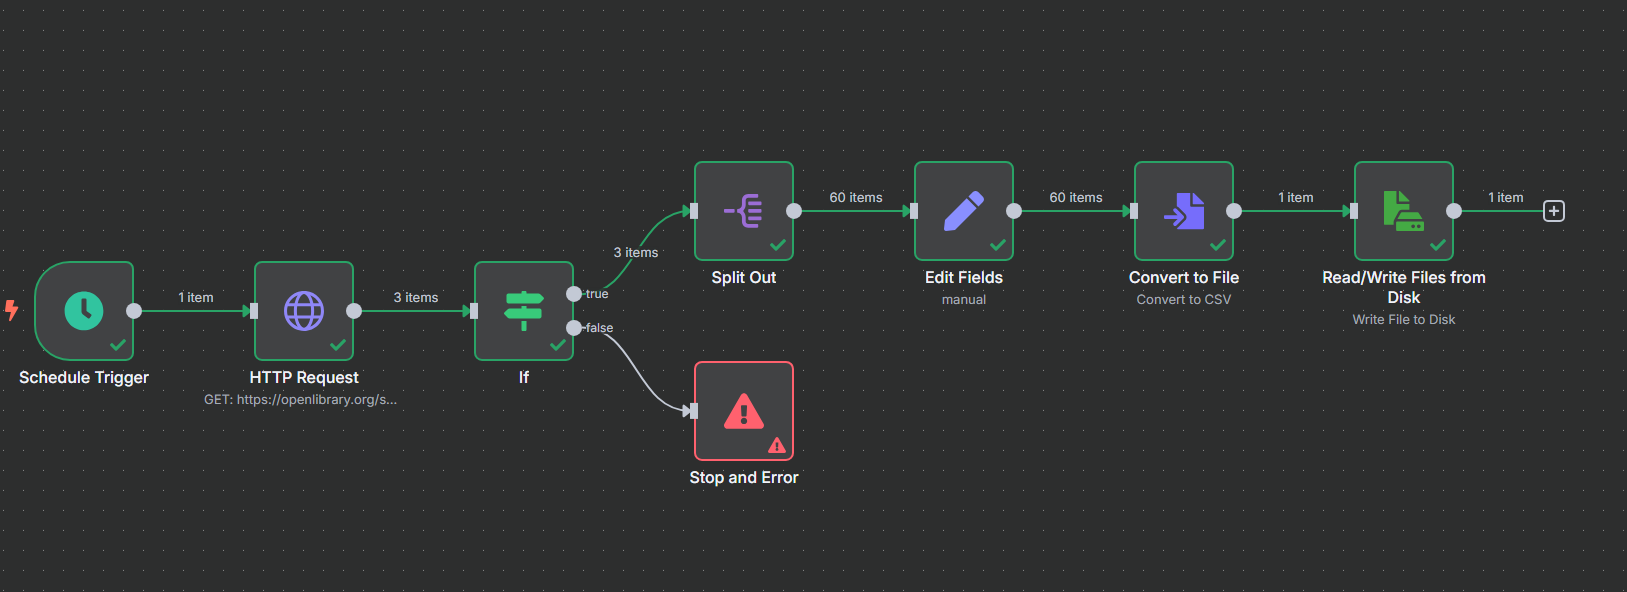 Schedule Trigger
1 item
HTTP Request
GET: https://openlibrary.org/s...
3 items
If
true
false
3 items
Split Out
60 items
Edit Fields
manual
60 items
Convert to File
Convert to CSV
1 item
Read/Write Files from
Disk
Write File to Disk
1 item
Stop and Error